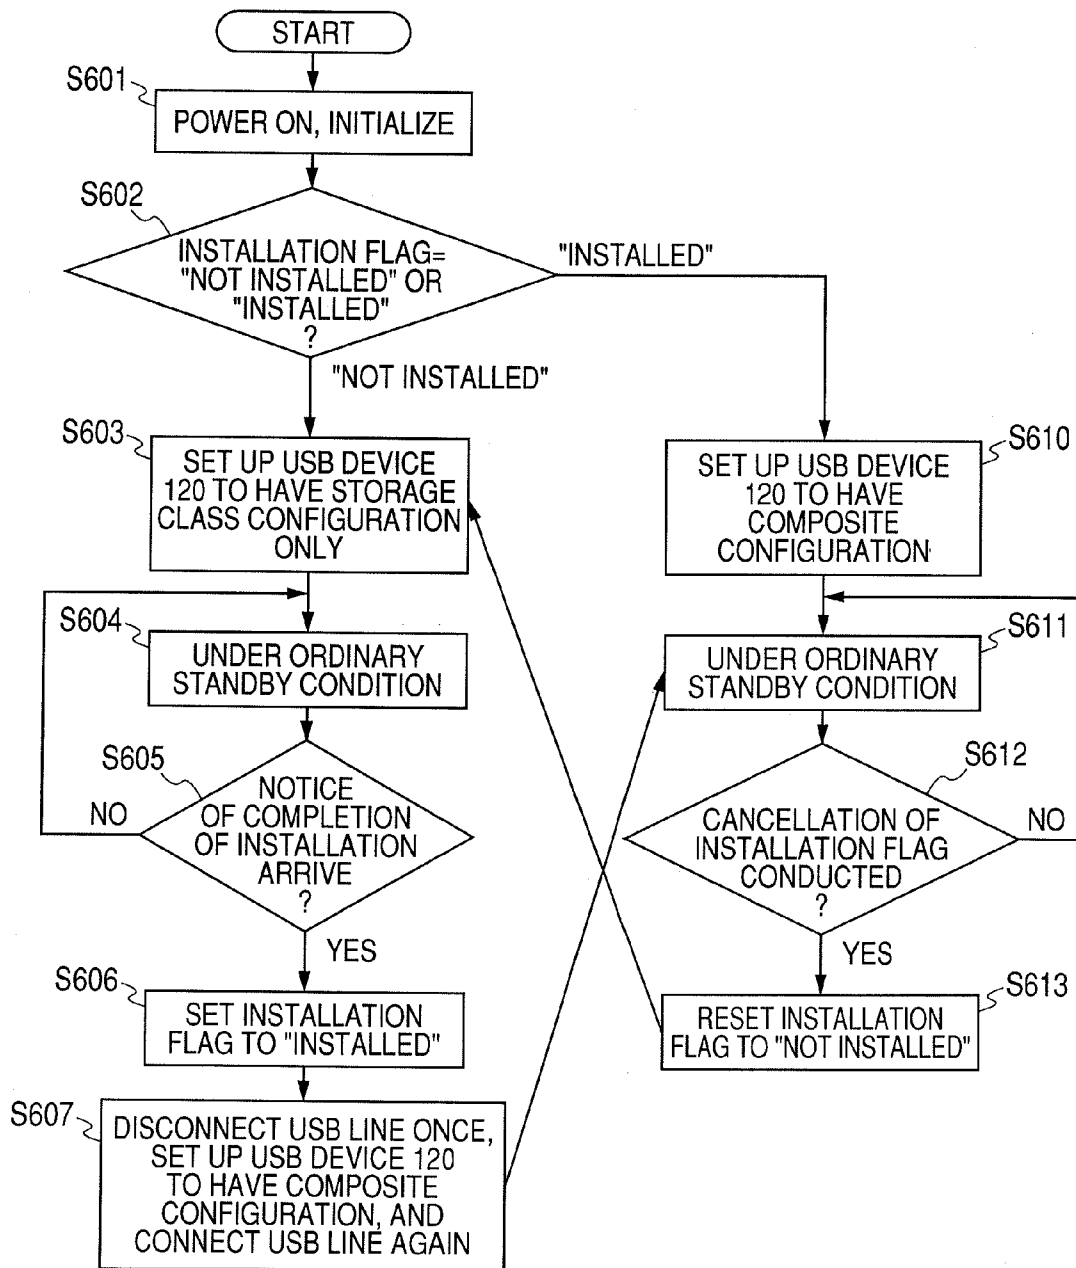 START
S601
POWER ON, INITIALIZE
S602
INSTALLATION FLAG=
"NOT INSTALLED" OR
"INSTALLED"
?
"INSTALLED"
"NOT INSTALLED"
S603
SET UP USB DEVICE
120 TO HAVE STORAGE
CLASS CONFIGURATION
ONLY
S610
SET UP USB DEVICE
120 TO HAVE
COMPOSITE
CONFIGURATION
S604
UNDER ORDINARY
STANDBY CONDITION
S611
UNDER ORDINARY
STANDBY CONDITION
S605
NOTICE
OF COMPLETION
OF INSTALLATION
ARRIVE
?
NO
YES
S612
CANCELLATION OF
INSTALLATION FLAG
CONDUCTED
?
NO
YES
S606
SET INSTALLATION
FLAG TO "INSTALLED"
S613
RESET INSTALLATION
FLAG TO "NOT INSTALLED"
S607
DISCONNECT USB LINE ONCE,
SET UP USB DEVICE 120
TO HAVE COMPOSITE
CONFIGURATION, AND
CONNECT USB LINE AGAIN